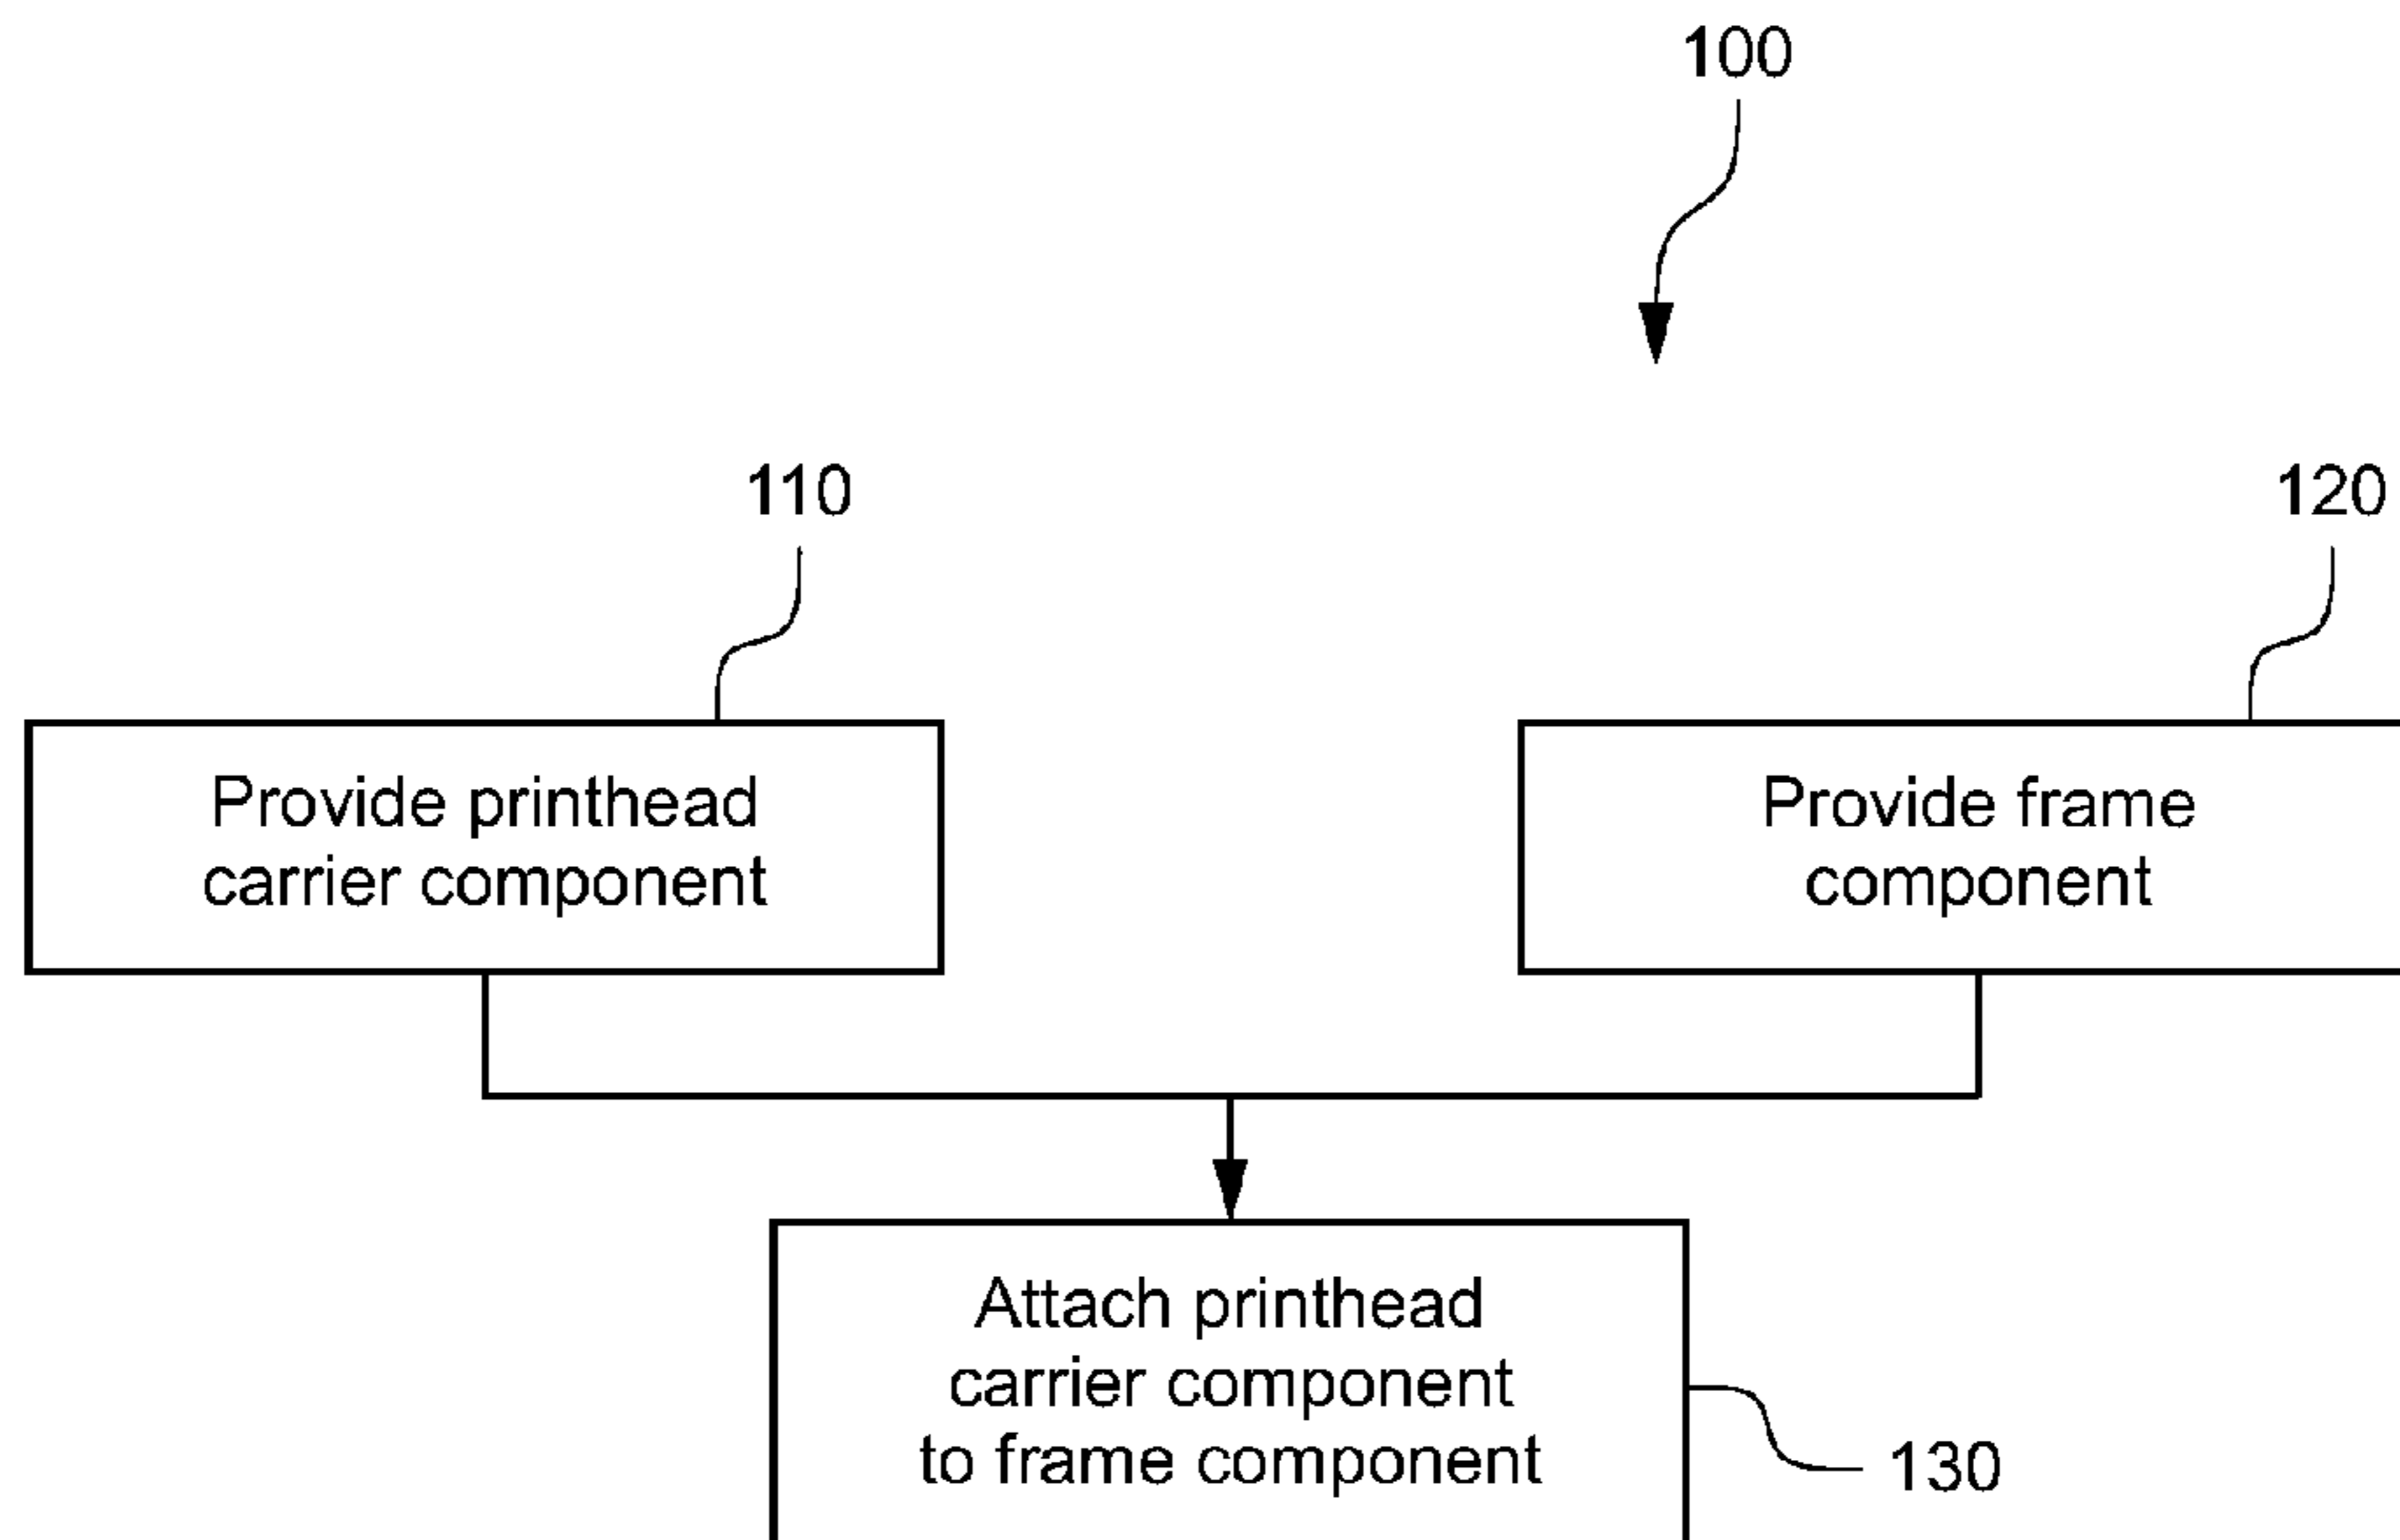 100
110
120
Provide printhead
carrier component
Provide frame
component
Attach printhead
carrier component
to frame component
130